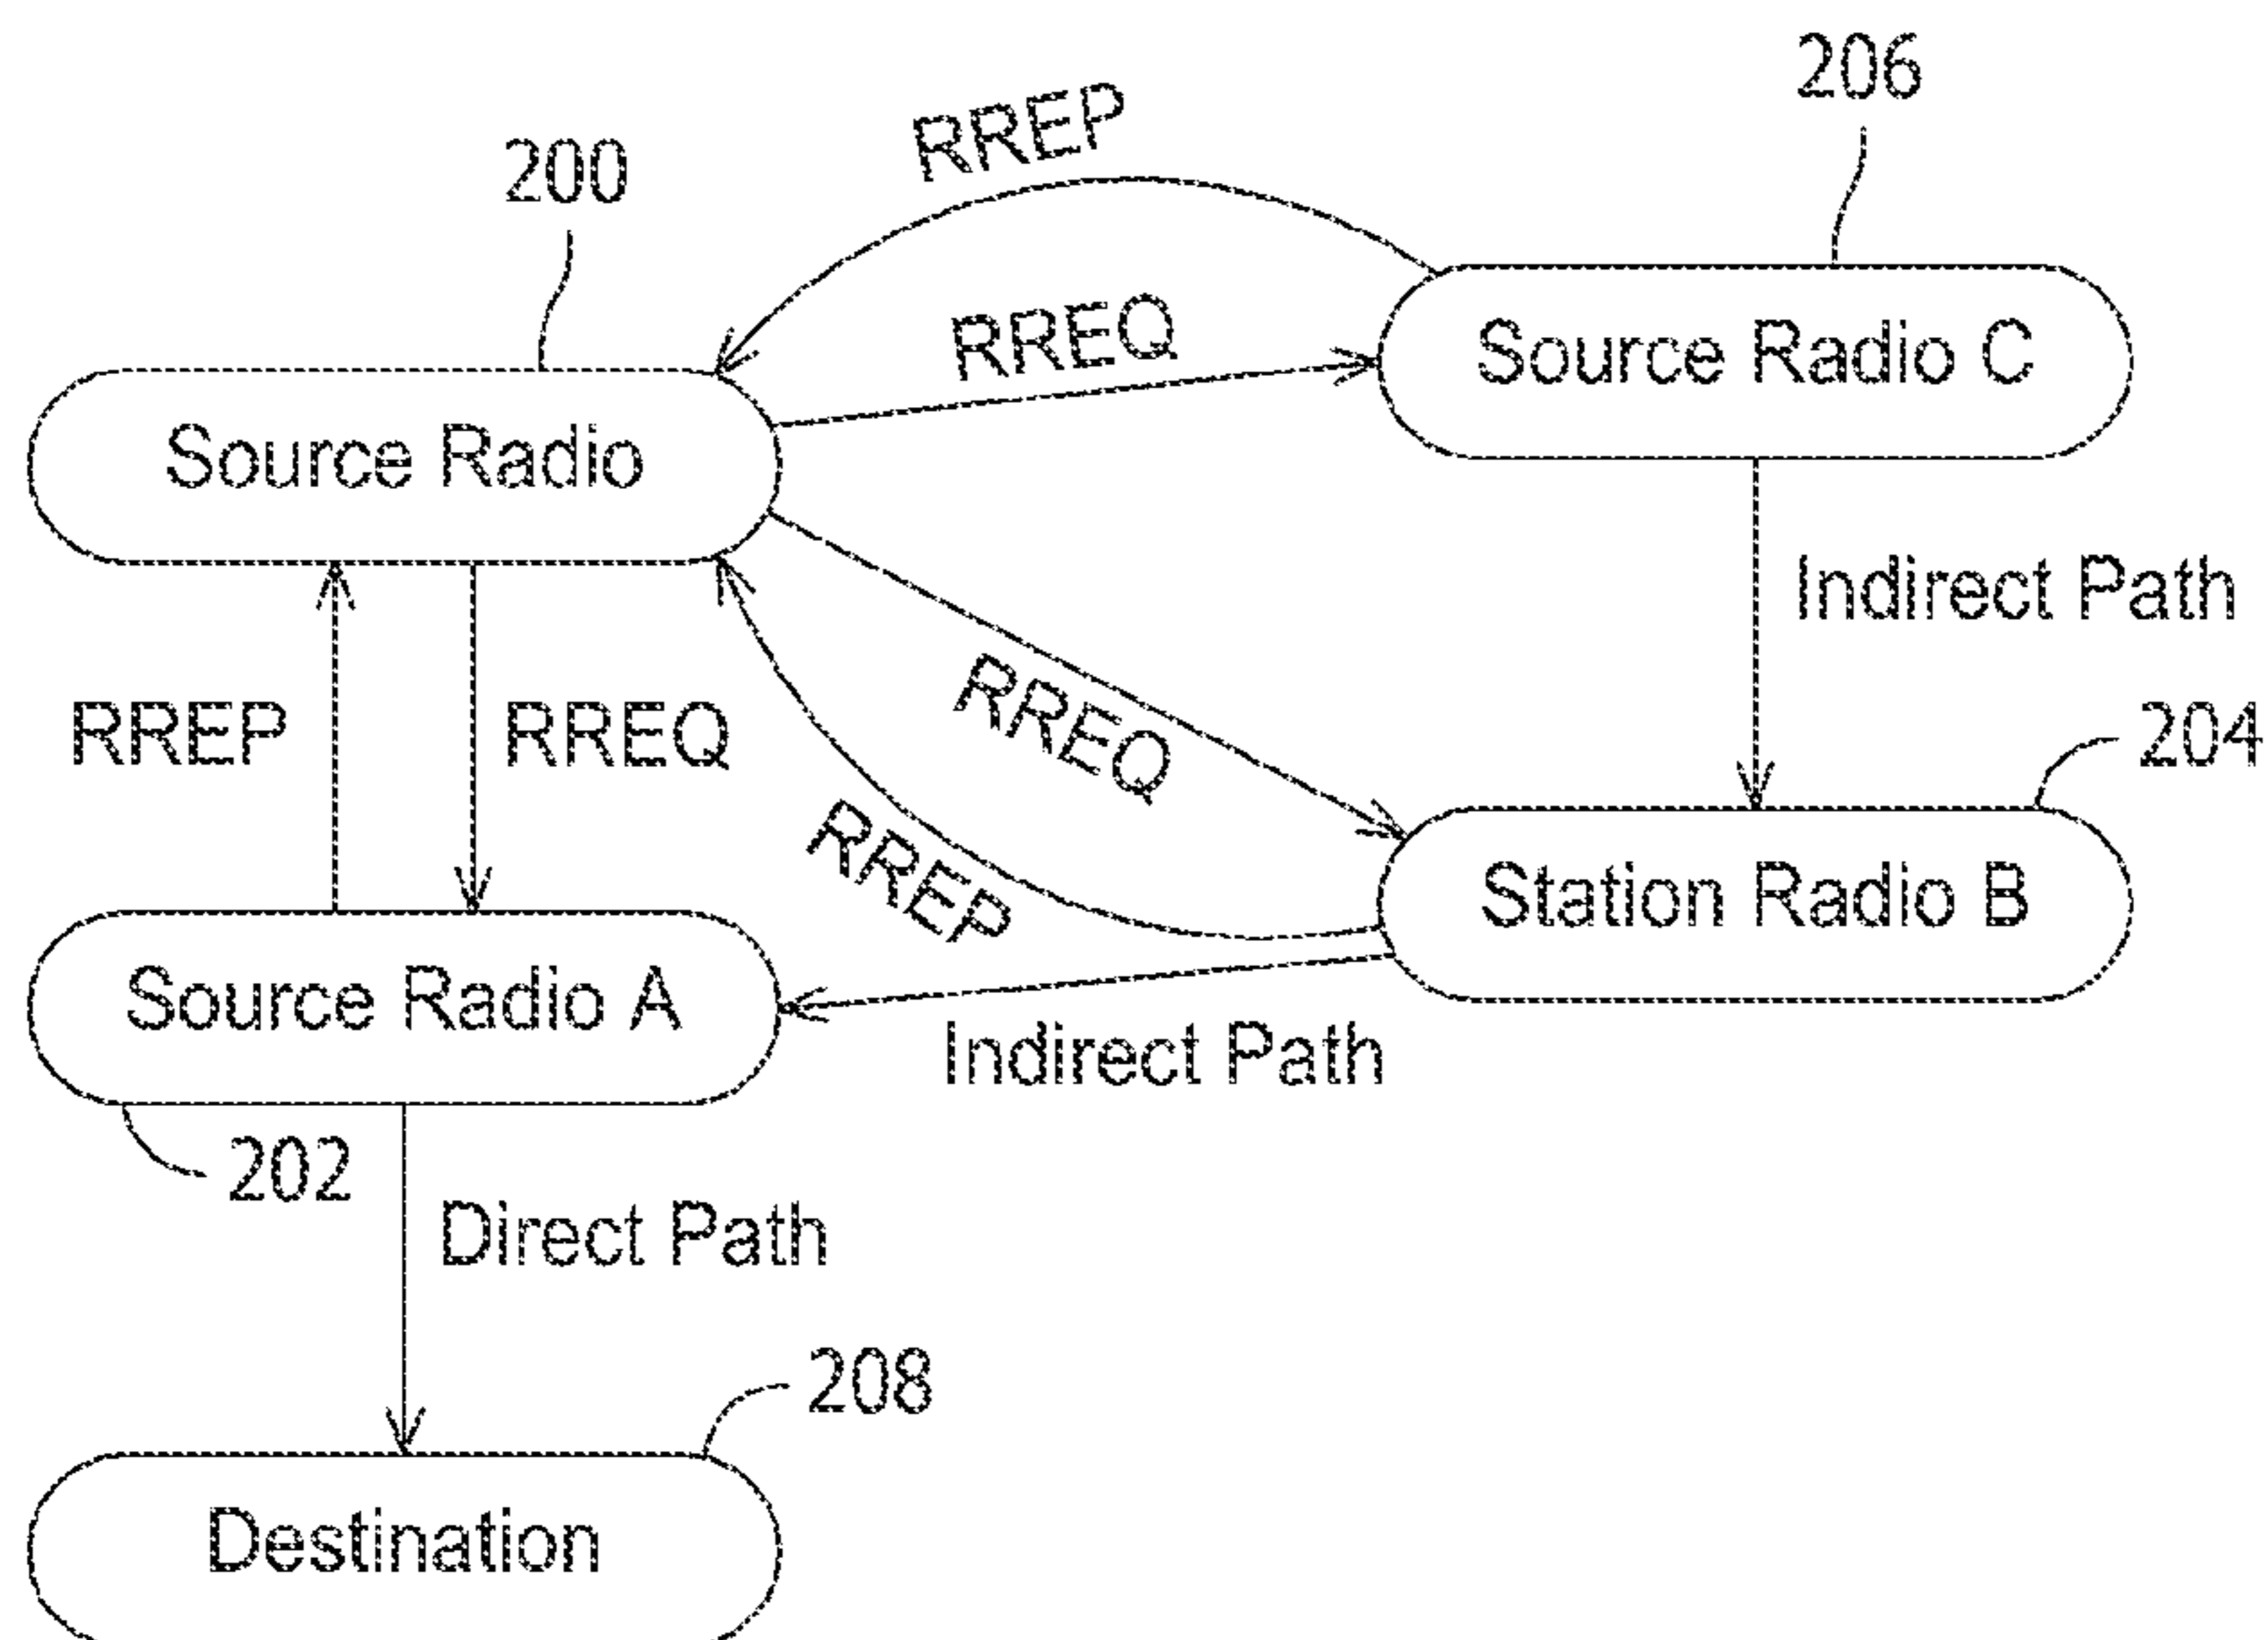 206
RREP
200
RREQ
Source Radio C
Source Radio
Indirect Path
RREQ
RREP
RREQ
204
RREP
Station Radio B
Source Radio A
Indirect Path
202
Direct Path
208
Destination